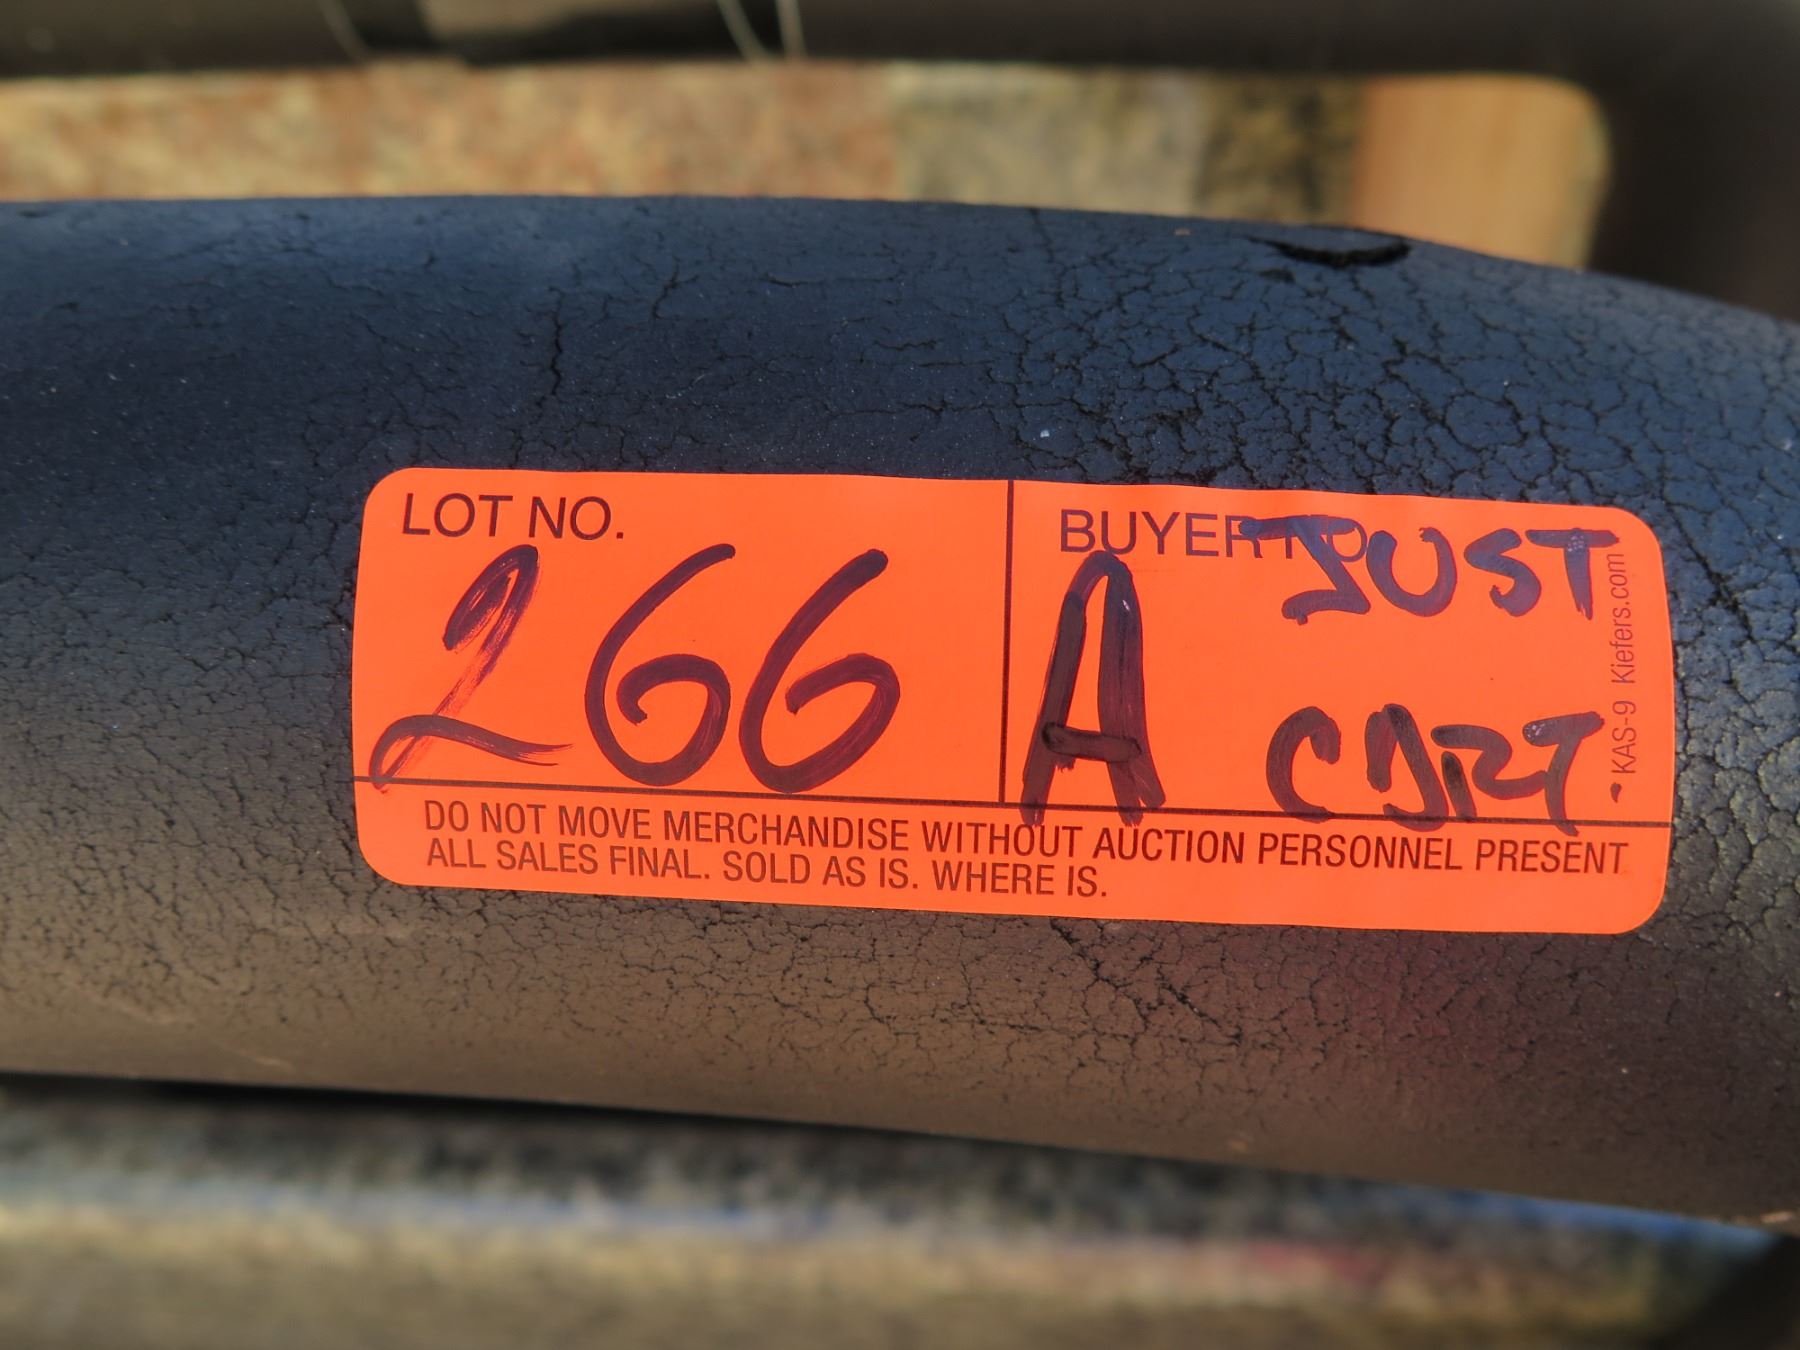 LOT NO.
266
BUYER NO.
A
JUST
CART.
KAS-9 Kiefers.com
DO NOT MOVE MERCHANDISE WITHOUT AUCTION PERSONNEL PRESENT
ALL SALES FINAL. SOLD AS IS. WHERE IS.